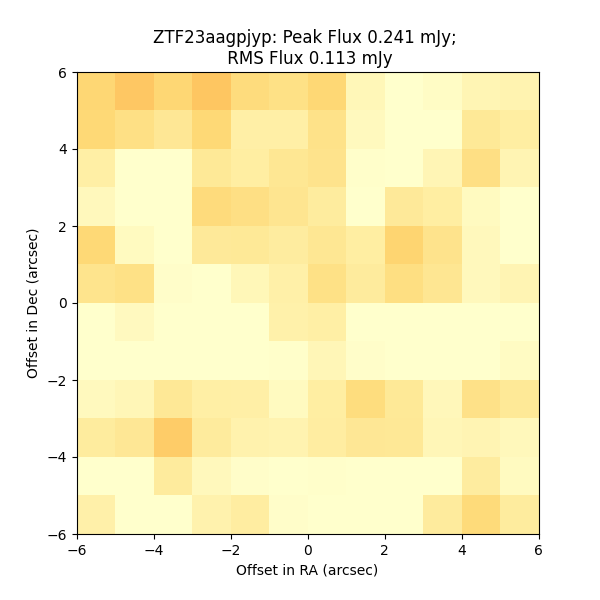 ZTF23aagpjyp: Peak Flux 0.241 mJy;
RMS Flux 0.113 mJy
6
4
2
0
−2
−4
−6
Offset in Dec (arcsec)
−6 −4 −2 0 2 4 6
Offset in RA (arcsec)